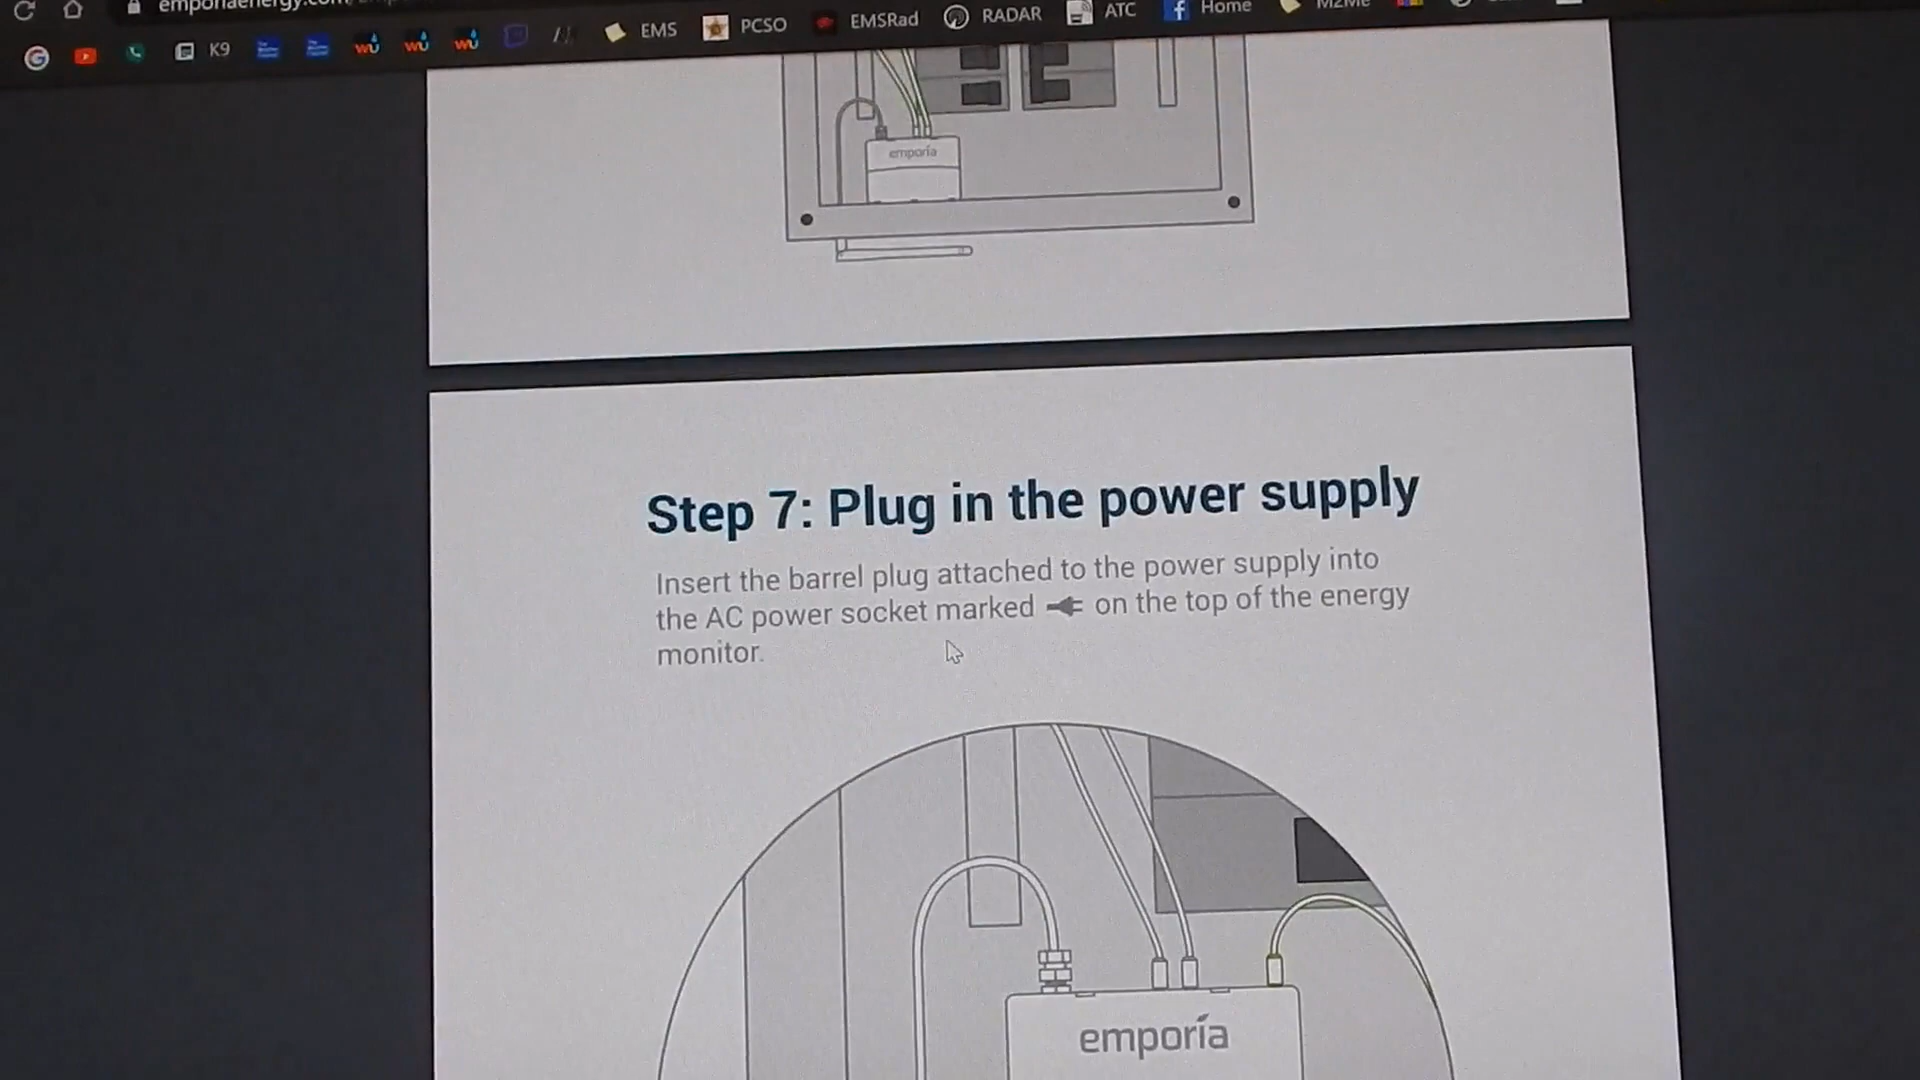 K9
EMS
PCSO
EMSRad
RADAR
ATC
Home
emporia
Step 7: Plug in the power supply
Insert the barrel plug attached to the power supply into
the AC power socket marked on the top of the energy
monitor.
emporía